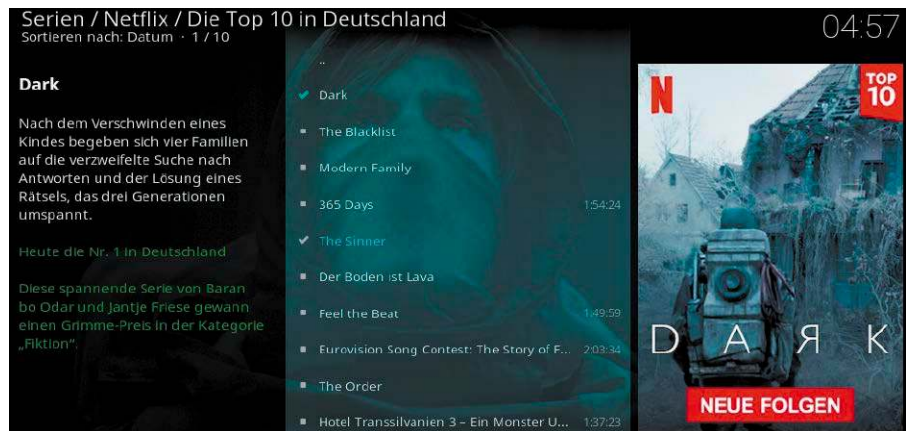 Serien / Netflix / Die Top 10 in Deutschland
Sortieren nach: Datum · 1 / 10
04:57
Dark
Nach dem Verschwinden eines
Kindes begeben sich vier Familien
auf die verzweifelte Suche nach
Antworten und der Lösung eines
Rätsels, das drei Generationen
umspannt.
Heute die Nr. 1 in Deutschland
Diese spannende Serie von Baran
bo Odar und Jantje Friese gewann
einen Grimme-Preis in der Kategorie
„Fiktion“.
..
Dark
The Blacklist
Modern Family
365 Days 1:54:24
The Sinner
Der Boden ist Lava
Feel the Beat 1:49:59
Eurovision Song Contest: The Story of F... 2:03:34
The Order
Hotel Transsilvanien 3 – Ein Monster U... 1:37:23
N
TOP
10
DAЯK
NEUE FOLGEN